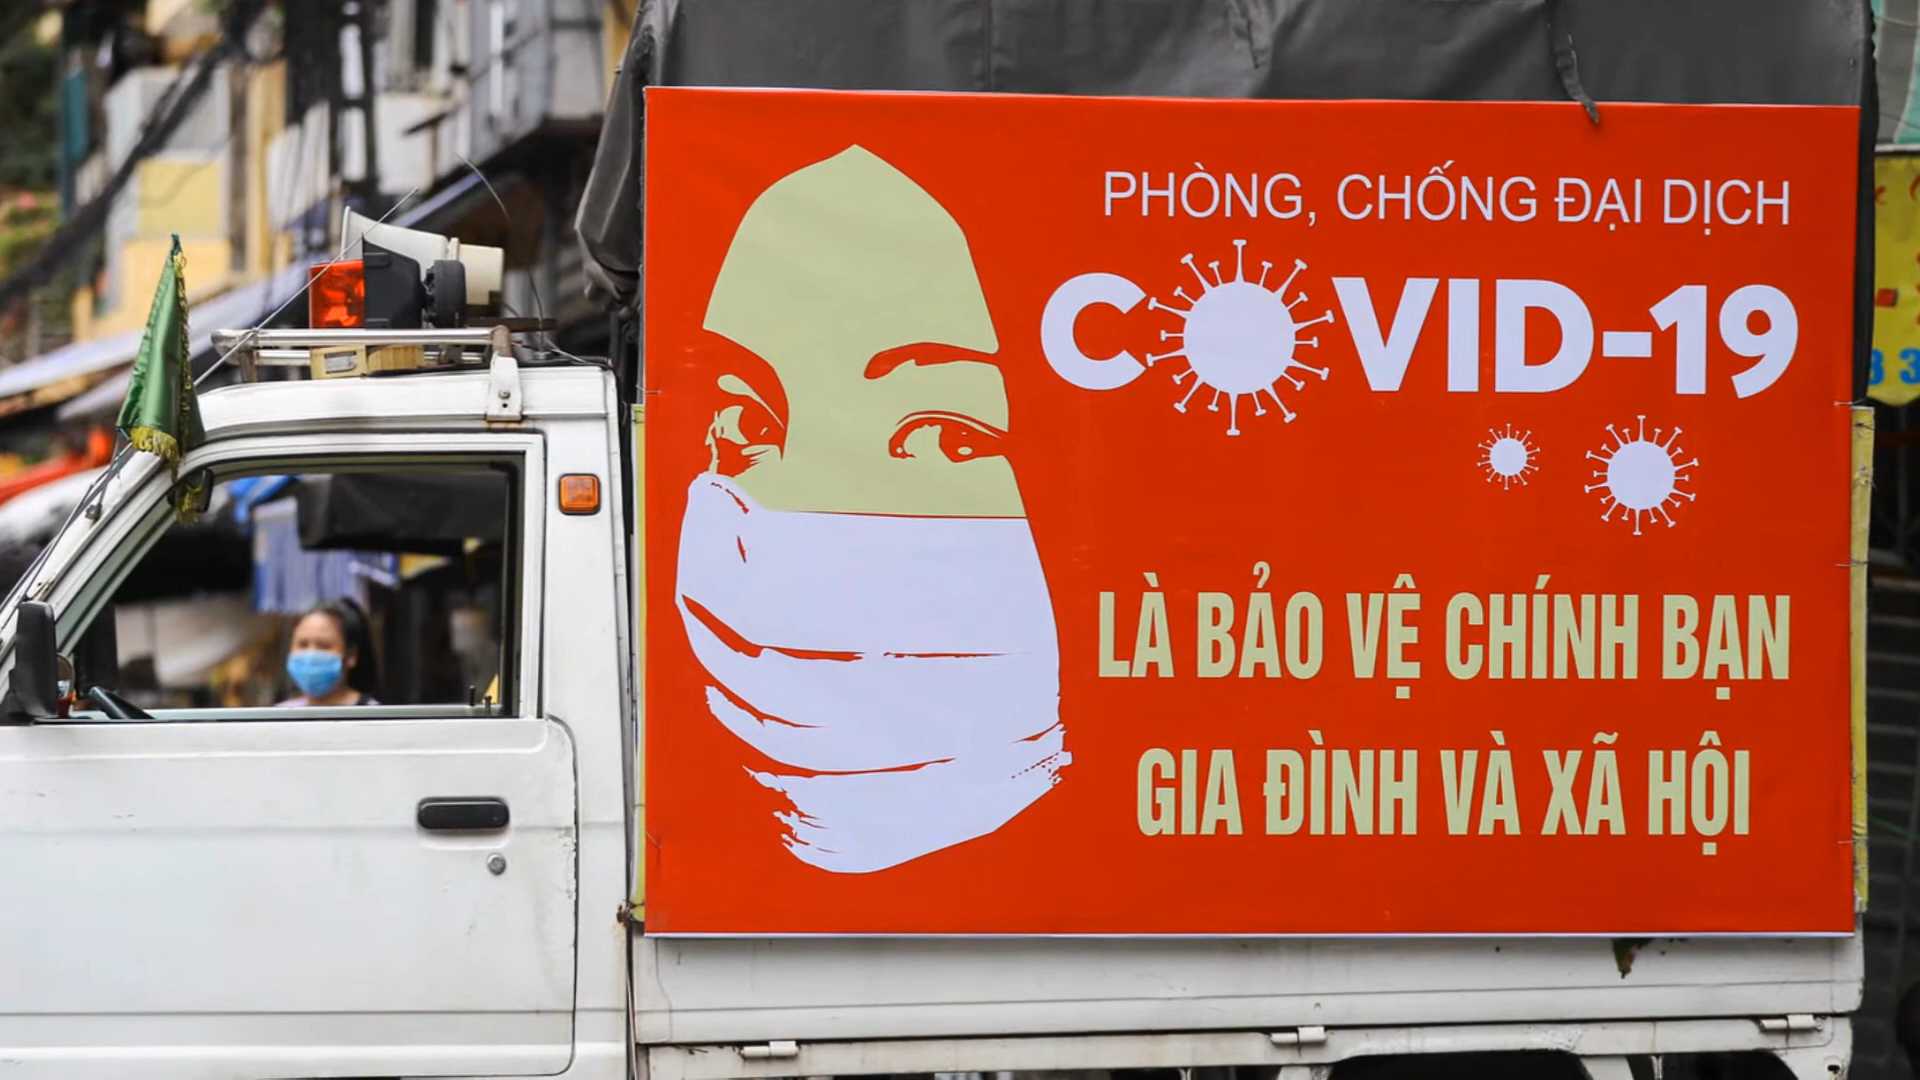 PHÒNG, CHỐNG ĐẠI DỊCH
COVID-19
LÀ BẢO VỆ CHÍNH BẠN
GIA ĐÌNH VÀ XÃ HỘI